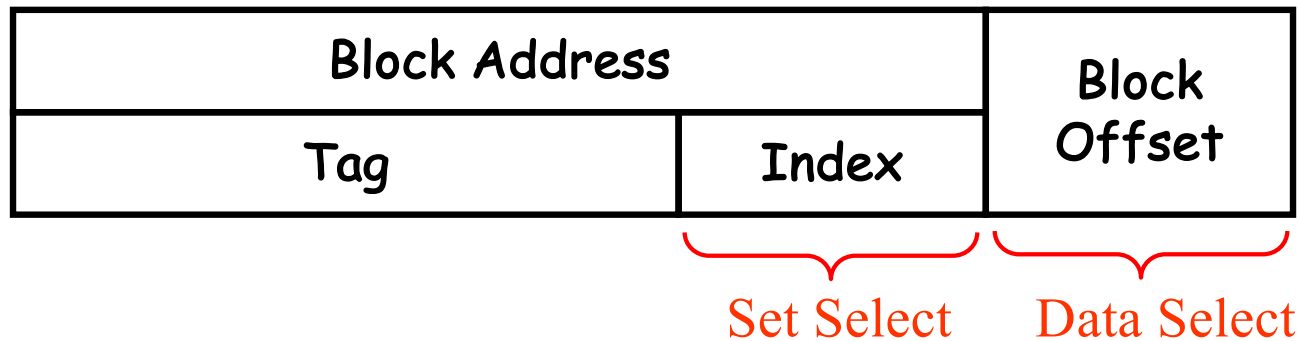 Block Address
Block
Offset
Tag
Index
Set Select
Data Select